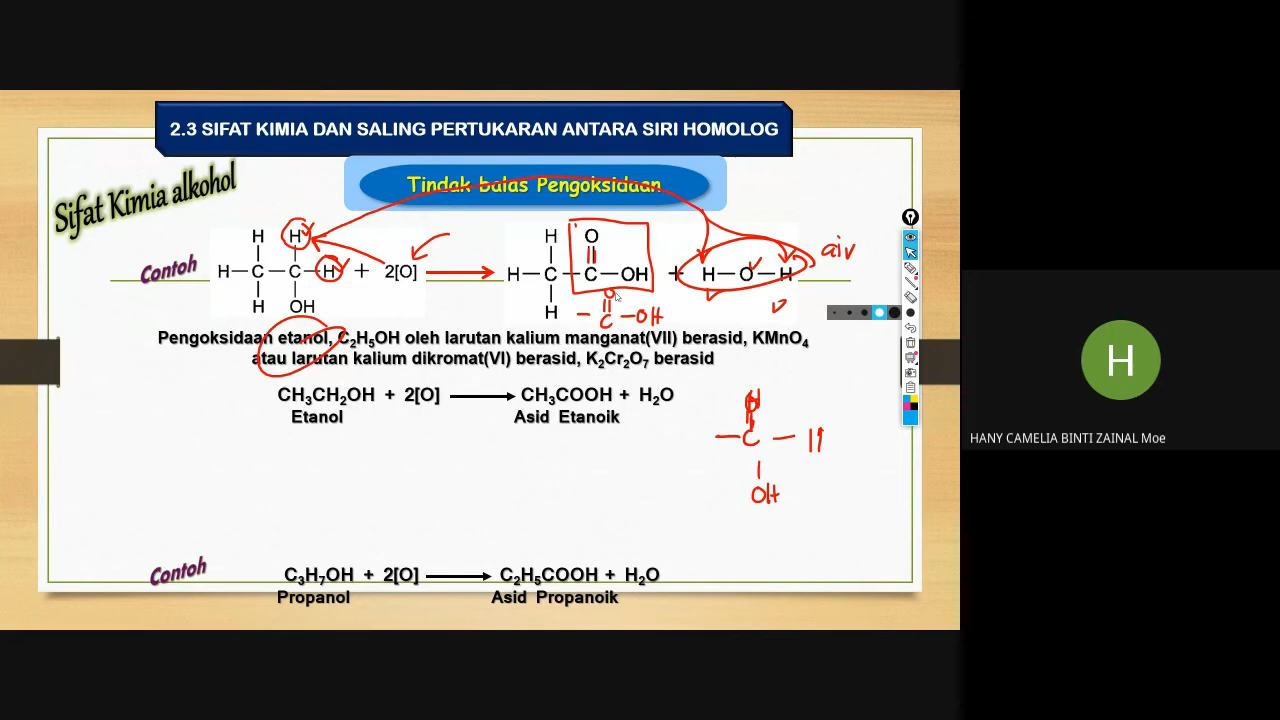 2.3 SIFAT KIMIA DAN SALING PERTUKARAN ANTARA SIRI HOMOLOG
Sifat Kimia alkohol
Tindak balas Pengoksidaan
Contoh
H H
H—C—C—H + 2[O]
H OH
H O
H—C—C—OH + H—O—H
H
air
O
–C–OH
Pengoksidaan etanol, C₂H₅OH oleh larutan kalium manganat(VII) berasid, KMnO₄
atau larutan kalium dikromat(VI) berasid, K₂Cr₂O₇ berasid
CH₃CH₂OH + 2[O] ⟶ CH₃COOH + H₂O
Etanol Asid Etanoik
–C–H
OH
Contoh
C₃H₇OH + 2[O] ⟶ C₂H₅COOH + H₂O
Propanol Asid Propanoik
H
HANY CAMELIA BINTI ZAINAL Moe